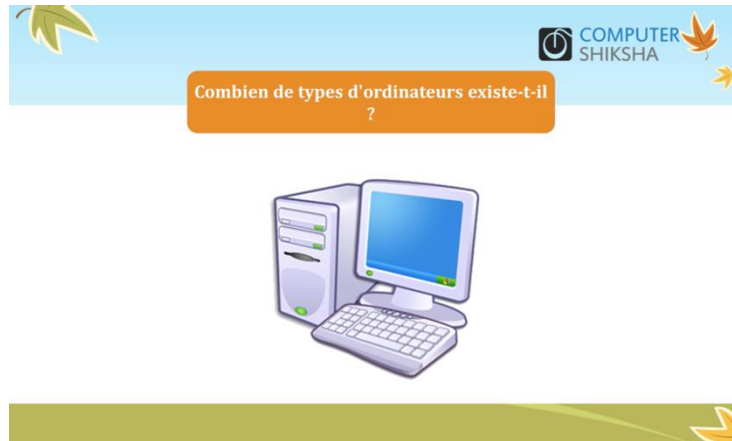 COMPUTER
SHIKSHA
Combien de types d'ordinateurs existe-t-il
?